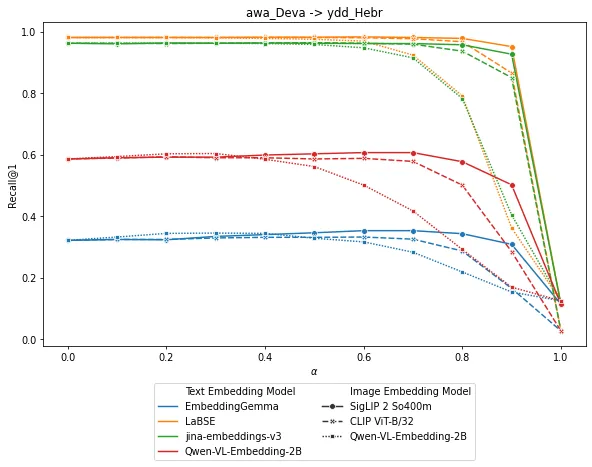 awa_Deva -> ydd_Hebr
1.0
0.8
0.6
0.4
0.2
0.0
Recall@1
0.0 0.2 0.4 0.6 0.8 1.0
α
Text Embedding Model Image Embedding Model
EmbeddingGemma SigLIP 2 So400m
LaBSE CLIP ViT-B/32
jina-embeddings-v3 Qwen-VL-Embedding-2B
Qwen-VL-Embedding-2B